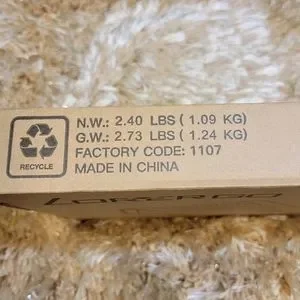 N.W.: 2.40 LBS ( 1.09 KG)
G.W.: 2.73 LBS ( 1.24 KG)
FACTORY CODE: 1107
MADE IN CHINA
RECYCLE